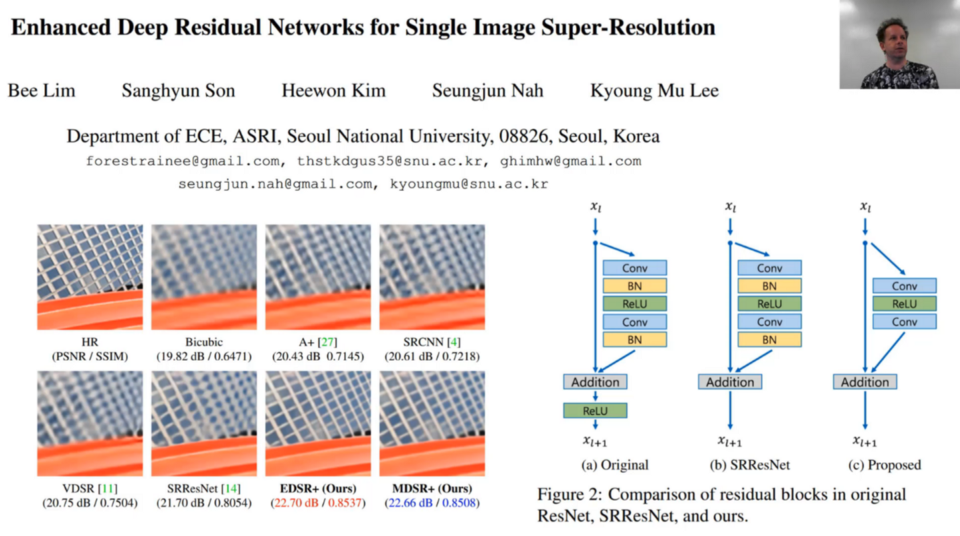 Enhanced Deep Residual Networks for Single Image Super-Resolution
Bee Lim Sanghyun Son Heewon Kim Seungjun Nah Kyoung Mu Lee
Department of ECE, ASRI, Seoul National University, 08826, Seoul, Korea
forestrainee@gmail.com, thstkdgus35@snu.ac.kr, ghimhw@gmail.com
seungjun.nah@gmail.com, kyoungmu@snu.ac.kr
HR
(PSNR / SSIM)
Bicubic
(19.82 dB / 0.6471)
A+ [27]
(20.43 dB 0.7145)
SRCNN [4]
(20.61 dB / 0.7218)
VDSR [11]
(20.75 dB / 0.7504)
SRResNet [14]
(21.70 dB / 0.8054)
EDSR+ (Ours)
(22.70 dB / 0.8537)
MDSR+ (Ours)
(22.66 dB / 0.8508)
x_l
Conv
BN
ReLU
Conv
BN
Addition
ReLU
x_{l+1}
(a) Original
x_l
Conv
BN
ReLU
Conv
BN
Addition
x_{l+1}
(b) SRResNet
x_l
Conv
ReLU
Conv
Addition
x_{l+1}
(c) Proposed
Figure 2: Comparison of residual blocks in original
ResNet, SRResNet, and ours.